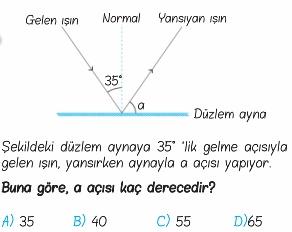 Gelen ışın Normal Yansıyan ışın
35°
a
Düzlem ayna
Şekildeki düzlem aynaya 35° 'lik gelme açısıyla
gelen ışın, yansırken aynayla a açısı yapıyor.
Buna göre, a açısı kaç derecedir?
A) 35 B) 40 C) 55 D)65